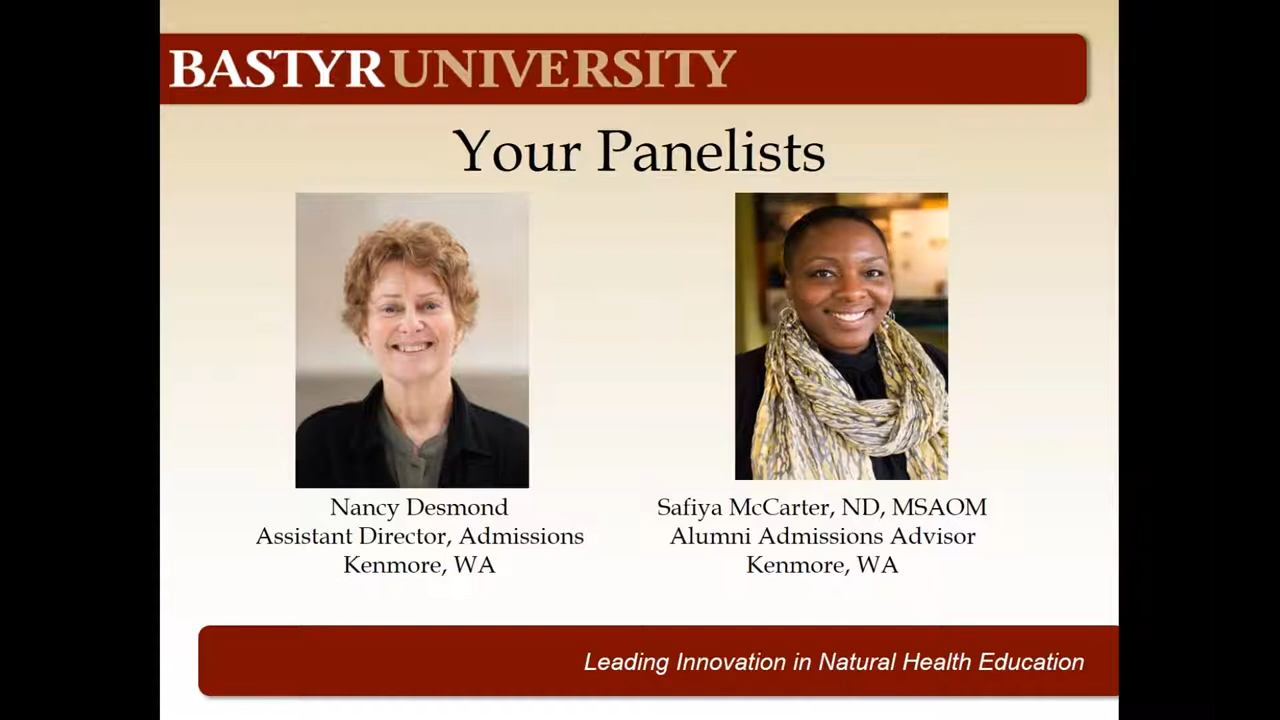 BASTYR UNIVERSITY
Your Panelists
Nancy Desmond
Assistant Director, Admissions
Kenmore, WA
Safiya McCarter, ND, MSAOM
Alumni Admissions Advisor
Kenmore, WA
Leading Innovation in Natural Health Education